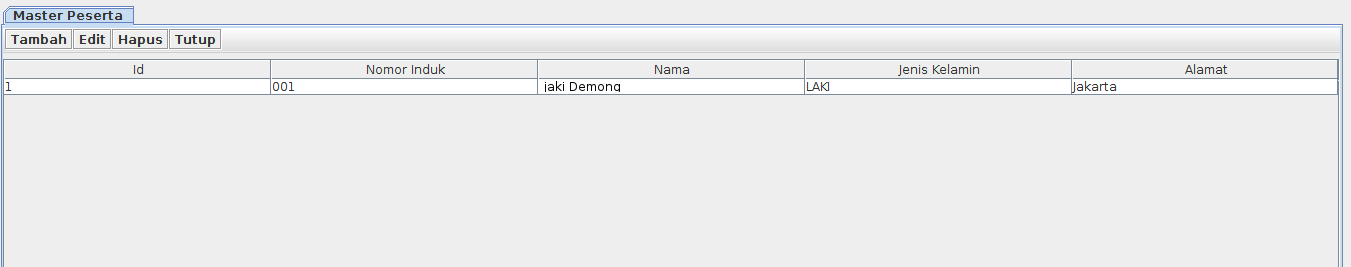 Master Peserta
Tambah Edit Hapus Tutup
Id Nomor Induk Nama Jenis Kelamin Alamat
1 001 jaki Demong LAKI Jakarta